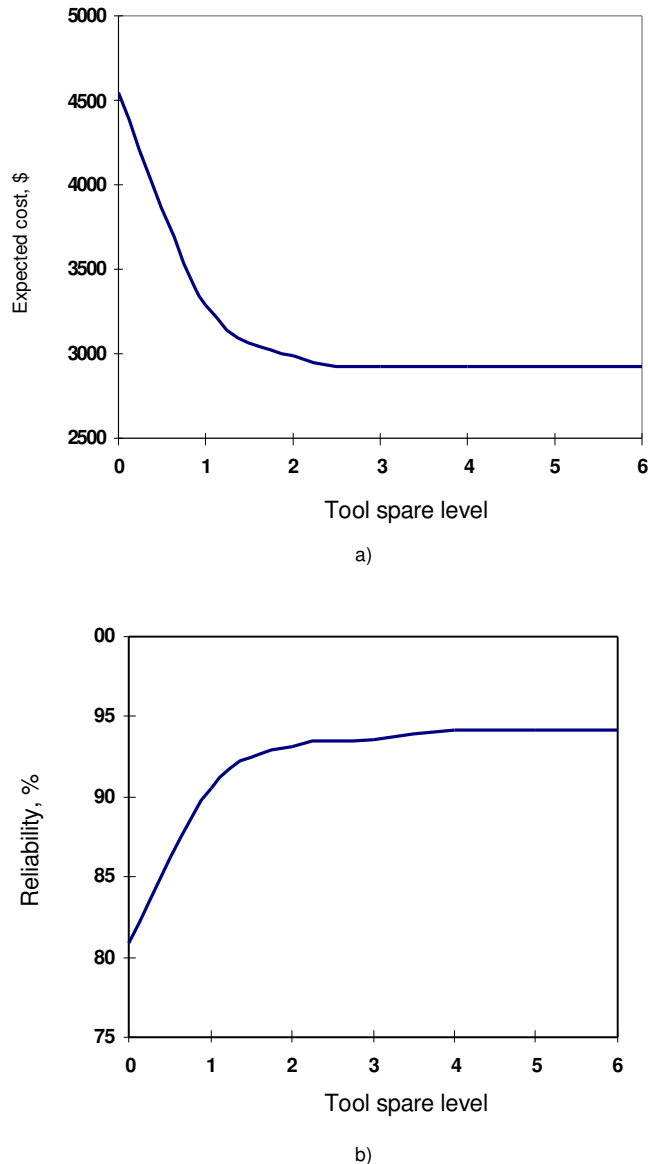 5000
4500
4000
3500
3000
2500
Expected cost, $
0 1 2 3 4 5 6
Tool spare level
a)
00
95
90
85
80
75
Reliability, %
0 1 2 3 4 5 6
Tool spare level
b)